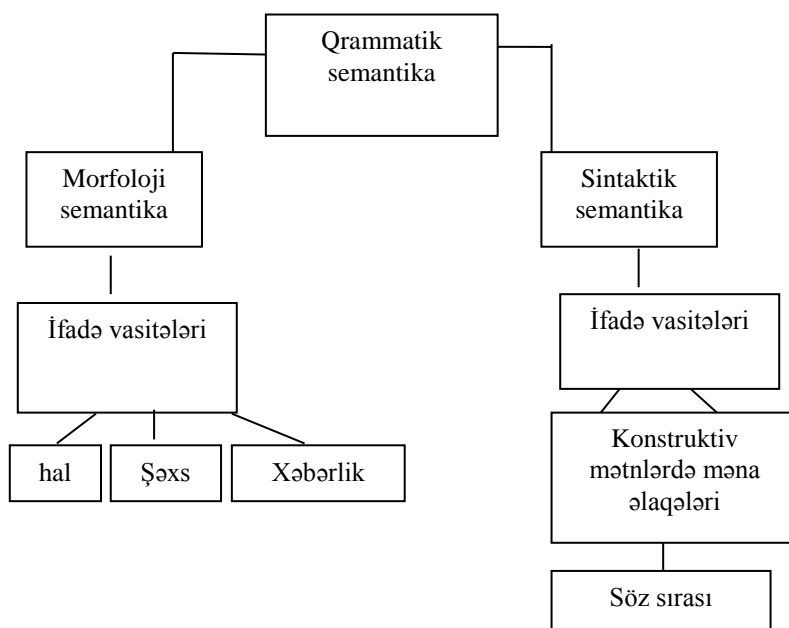 Qrammatik
semantika
Morfoloji
semantika
Sintaktik
semantika
İfadə vasitələri
İfadə vasitələri
hal
Şəxs
Xəbərlik
Konstruktiv
mətnlərdə məna
əlaqələri
Söz sırası